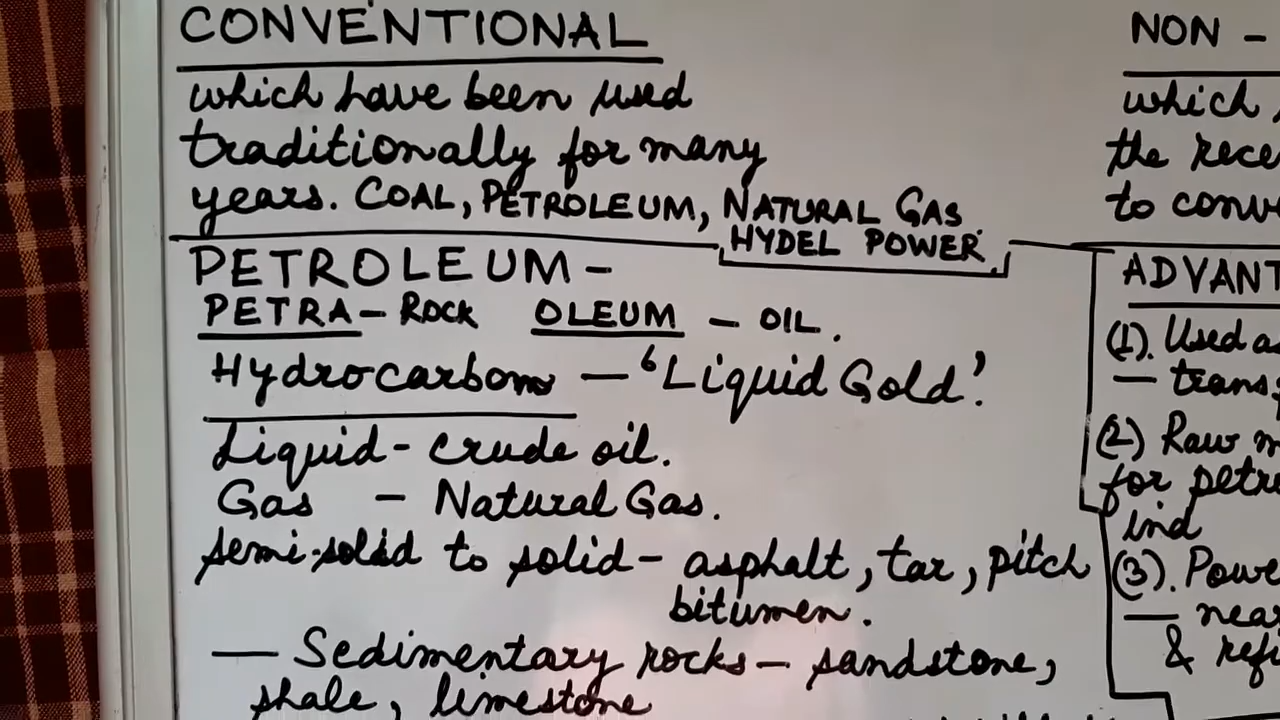 CONVENTIONAL
which have been used
traditionally for many
years. COAL, PETROLEUM, NATURAL GAS
HYDEL POWER.
PETROLEUM -
PETRA - ROCK OLEUM - OIL.
Hydrocarbons - 'Liquid Gold'.
Liquid - crude oil.
Gas - Natural Gas.
semi-solid to solid - asphalt, tar, pitch
bitumen.
- Sedimentary rocks - sandstone,
shale, limestone
NON -
which
the rece
to conv
ADVANT
(1). Used a
- trans
(2) Raw m
for petr
ind
(3). Powe
- nea
& refi